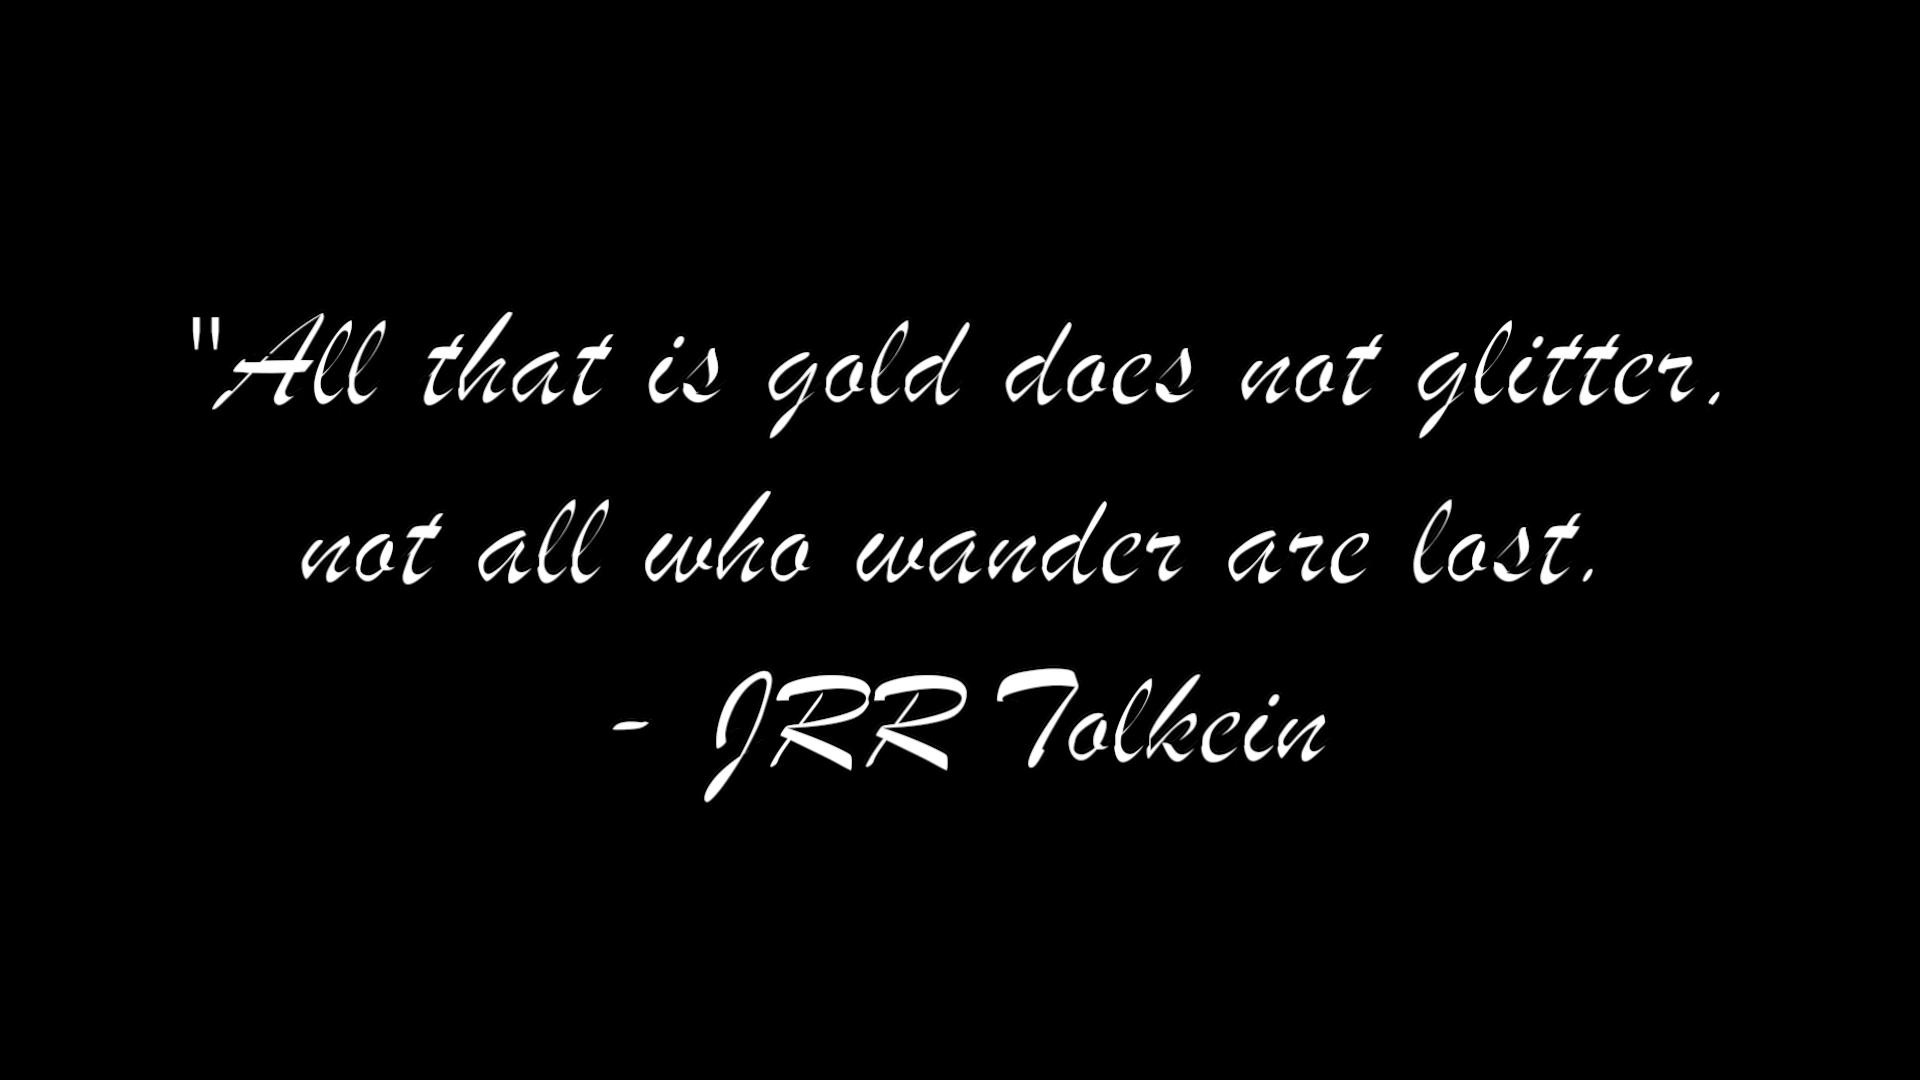 "All that is gold does not glitter,
not all who wander are lost.
- JRR Tolkein